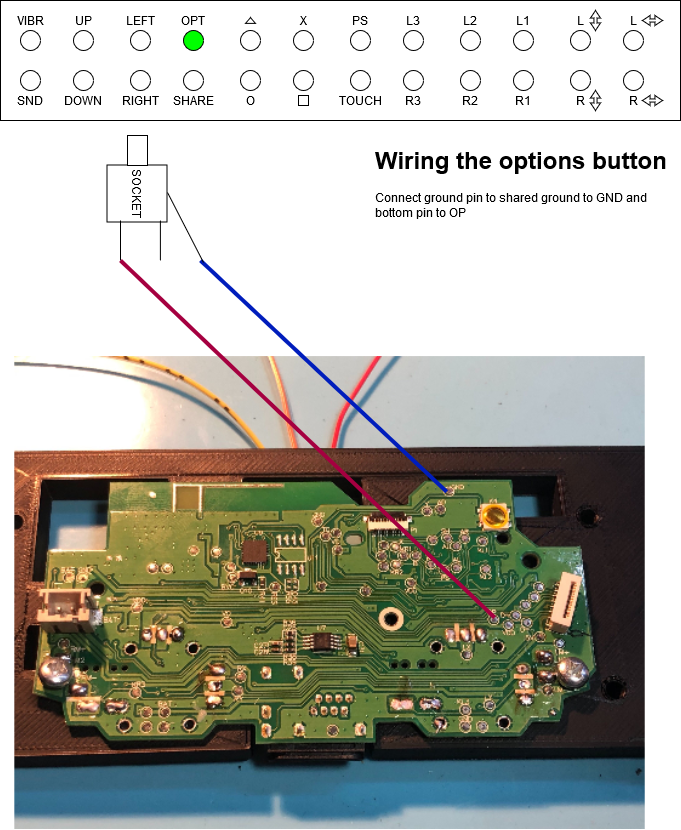 VIBR UP LEFT OPT △ X PS L3 L2 L1 L L
SND DOWN RIGHT SHARE O □ TOUCH R3 R2 R1 R R
SOCKET
Wiring the options button
Connect ground pin to shared ground to GND and
bottom pin to OP